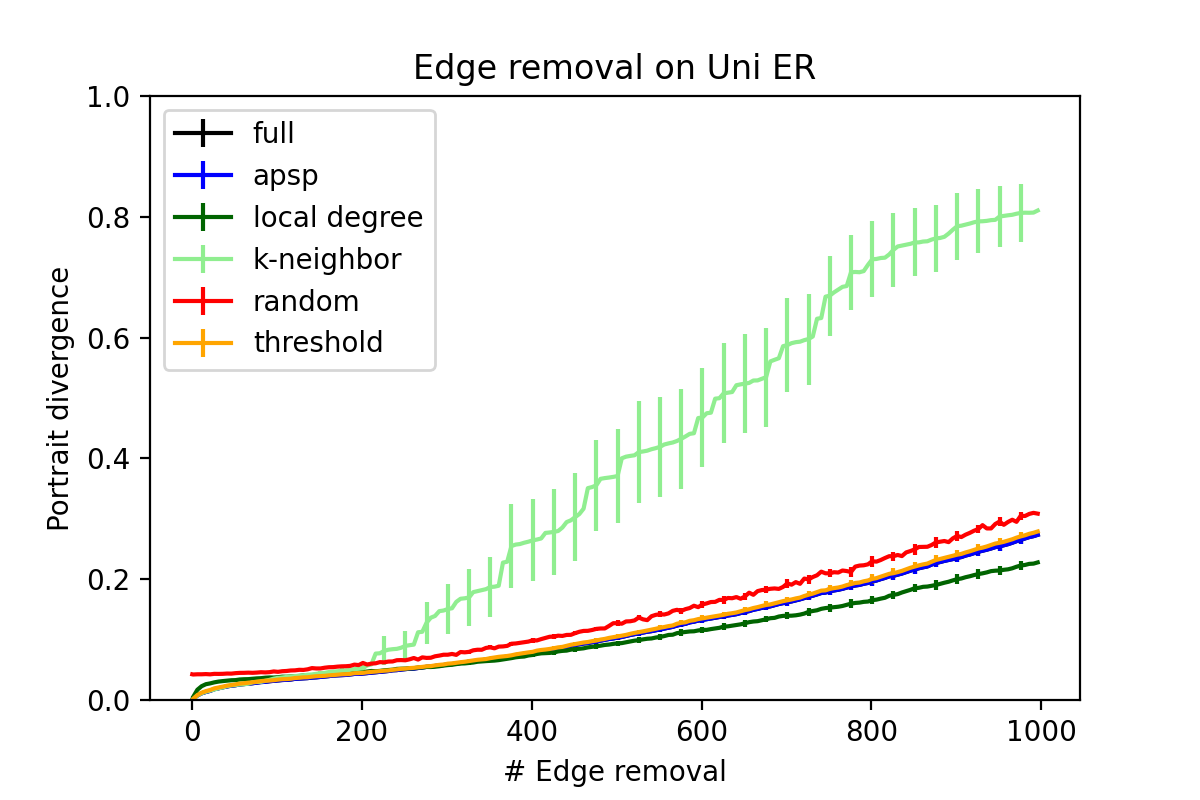 Edge removal on Uni ER
1.0
0.8
0.6
0.4
0.2
0.0
Portrait divergence
full
apsp
local degree
k-neighbor
random
threshold
0 200 400 600 800 1000
# Edge removal